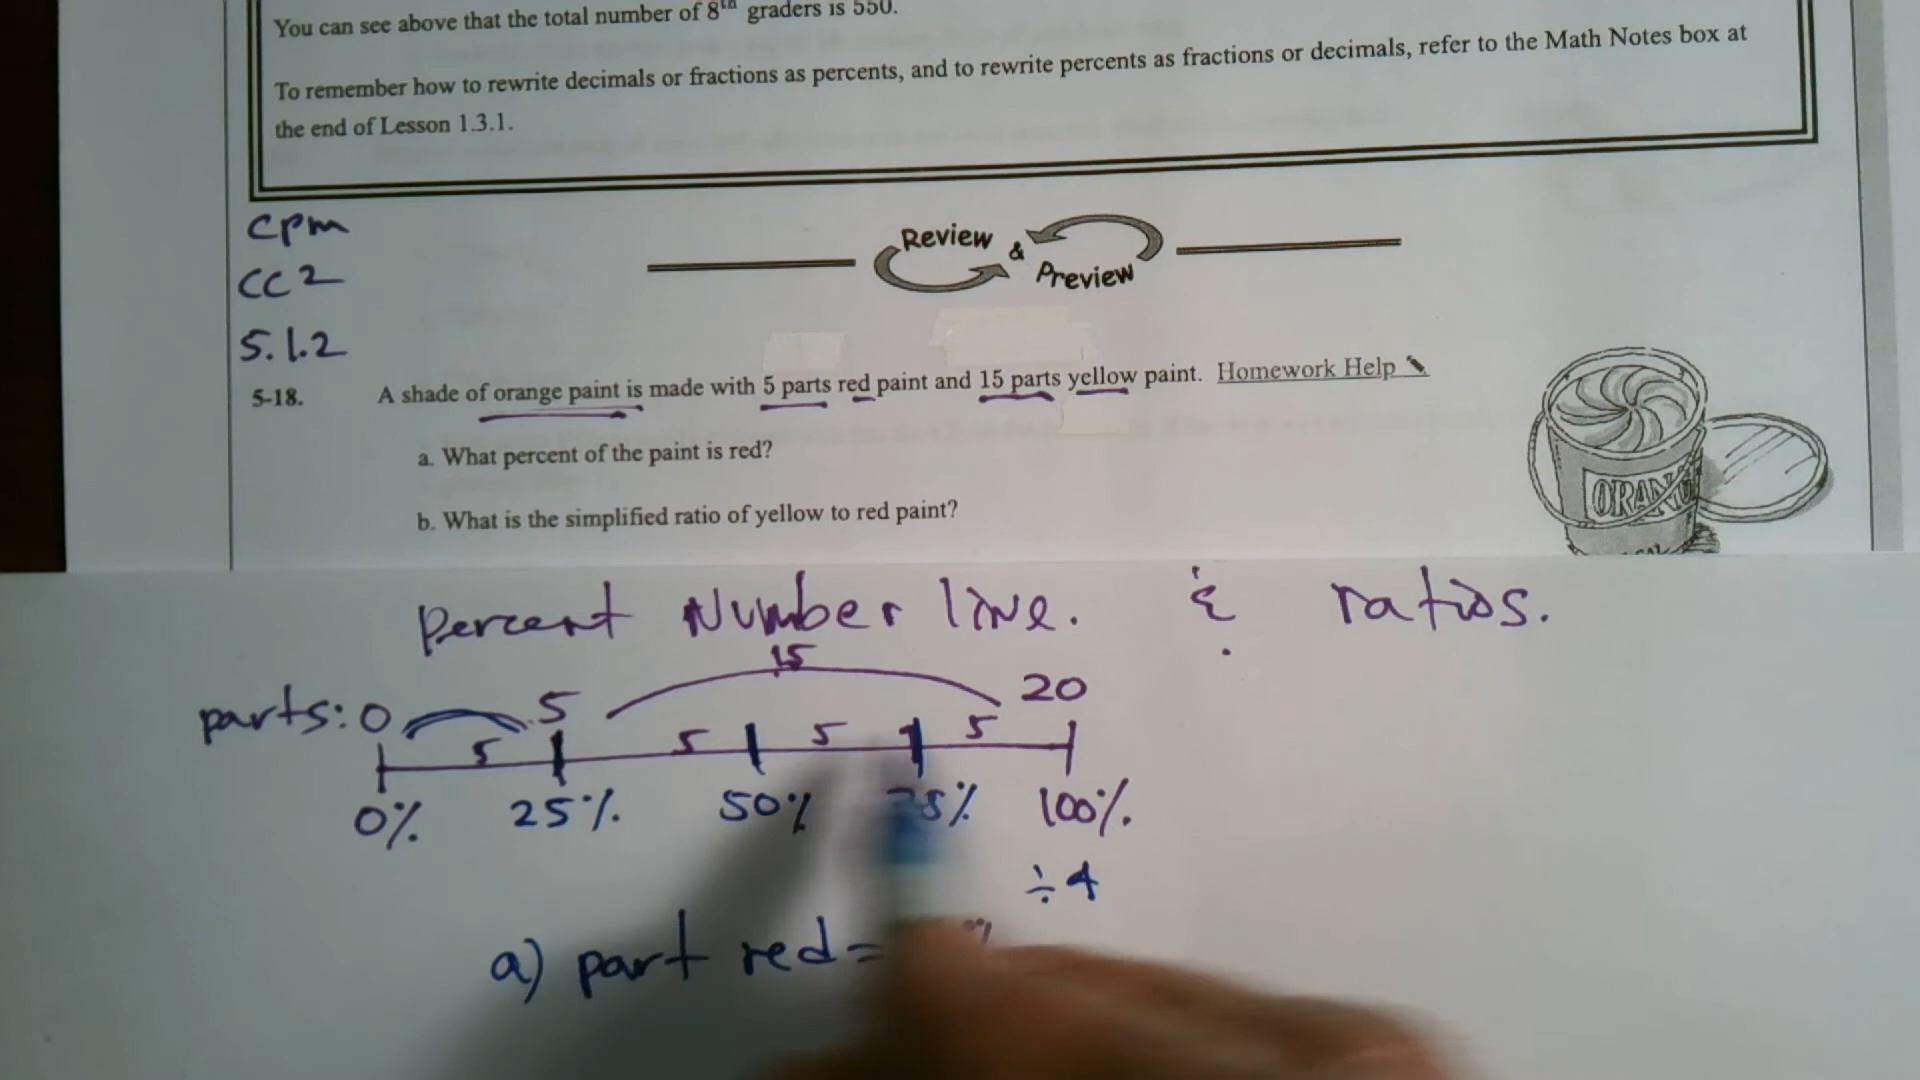 You can see above that the total number of 8th graders is 550.
To remember how to rewrite decimals or fractions as percents, and to rewrite percents as fractions or decimals, refer to the Math Notes box at
the end of Lesson 1.3.1.
cpm
CC2
5.1.2
Review & Preview
5-18. A shade of orange paint is made with 5 parts red paint and 15 parts yellow paint. Homework Help
a. What percent of the paint is red?
b. What is the simplified ratio of yellow to red paint?
ORANG
Percent Number line. & ratios.
15
parts: 0 5 20
5 5 5 5
0% 25% 50% 75% 100%
÷4
a) part red = %